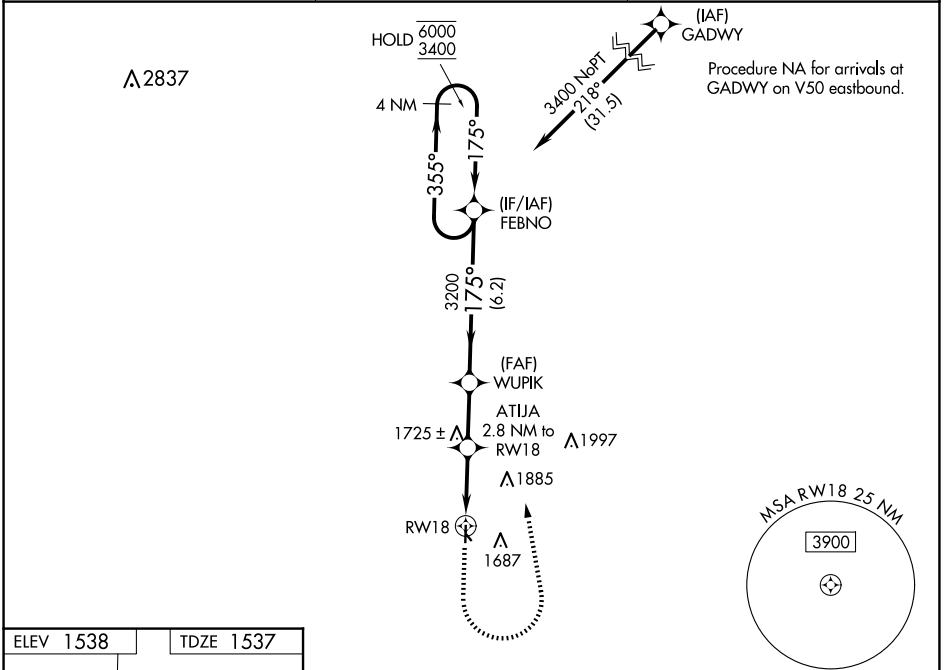 HOLD 6000
3400
(IAF)
GADWY
2837
Procedure NA for arrivals at
GADWY on V50 eastbound.
3400 NoPT
218°
(31.5)
4 NM
355°
175°
(IF/IAF)
FEBNO
3200
175°
(6.2)
(FAF)
WUPIK
ATIJA
2.8 NM to
RW18
1725 ±
1997
1885
RW18
1687
MSA RW18 25 NM
3900
ELEV 1538
TDZE 1537